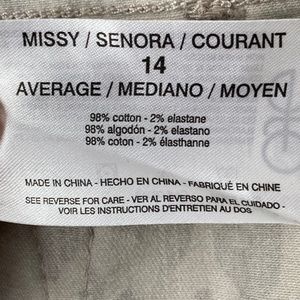 MISSY / SENORA / COURANT
14
AVERAGE / MEDIANO / MOYEN
98% cotton - 2% elastane
98% algodón - 2% elastano
98% coton - 2% élasthanne
MADE IN CHINA - HECHO EN CHINA - FABRIQUÉ EN CHINE
SEE REVERSE FOR CARE - VER AL REVERSO PARA EL CUIDADO -
VOIR LES INSTRUCTIONS D'ENTRETIEN AU DOS